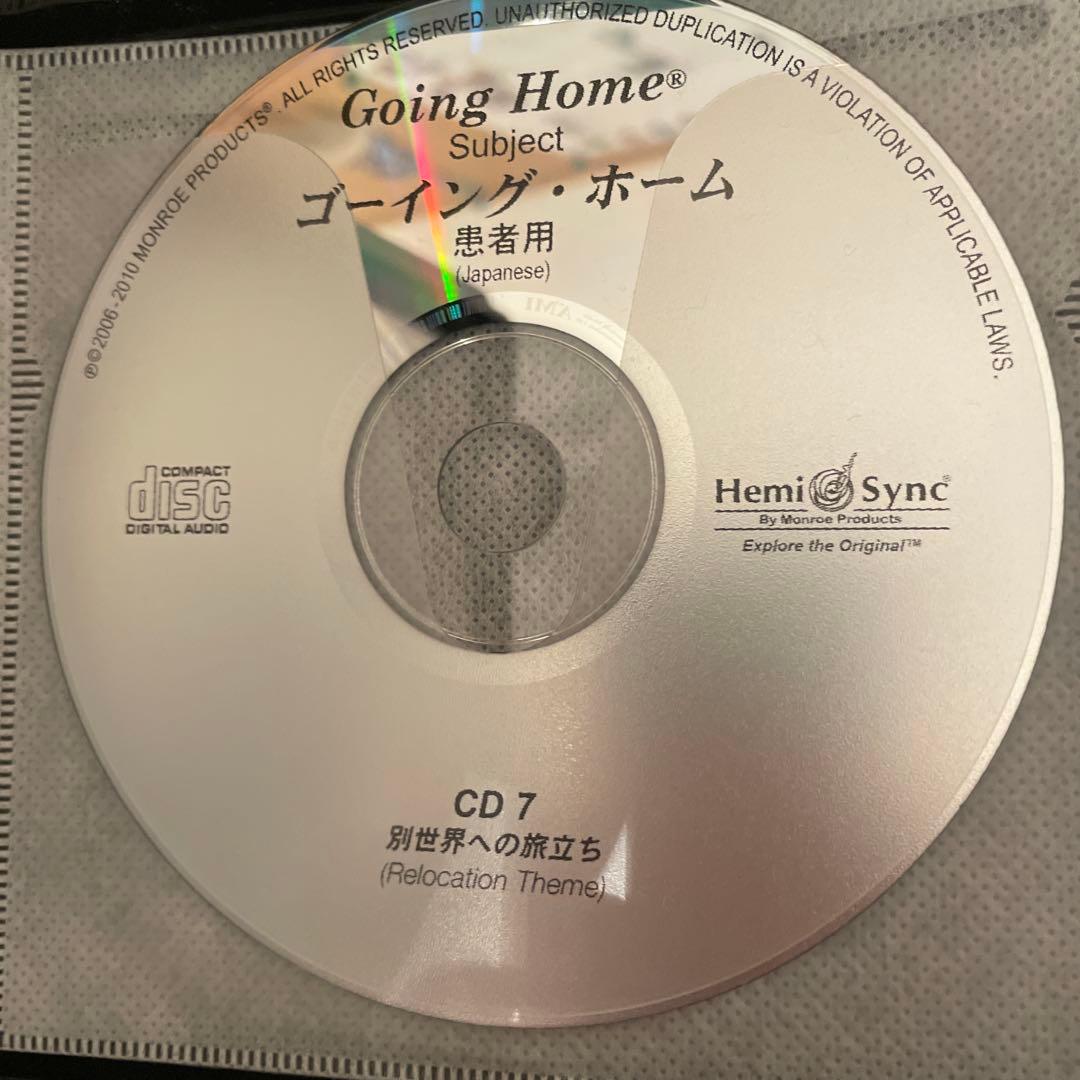 ℗©2006-2010 MONROE PRODUCTS®. ALL RIGHTS RESERVED. UNAUTHORIZED DUPLICATION IS A VIOLATION OF APPLICABLE LAWS.
Going Home®
Subject
ゴーイング・ホーム
患者用
(Japanese)
COMPACT
disc
DIGITAL AUDIO
Hemi Sync®
By Monroe Products
Explore the Original™
CD 7
別世界への旅立ち
(Relocation Theme)